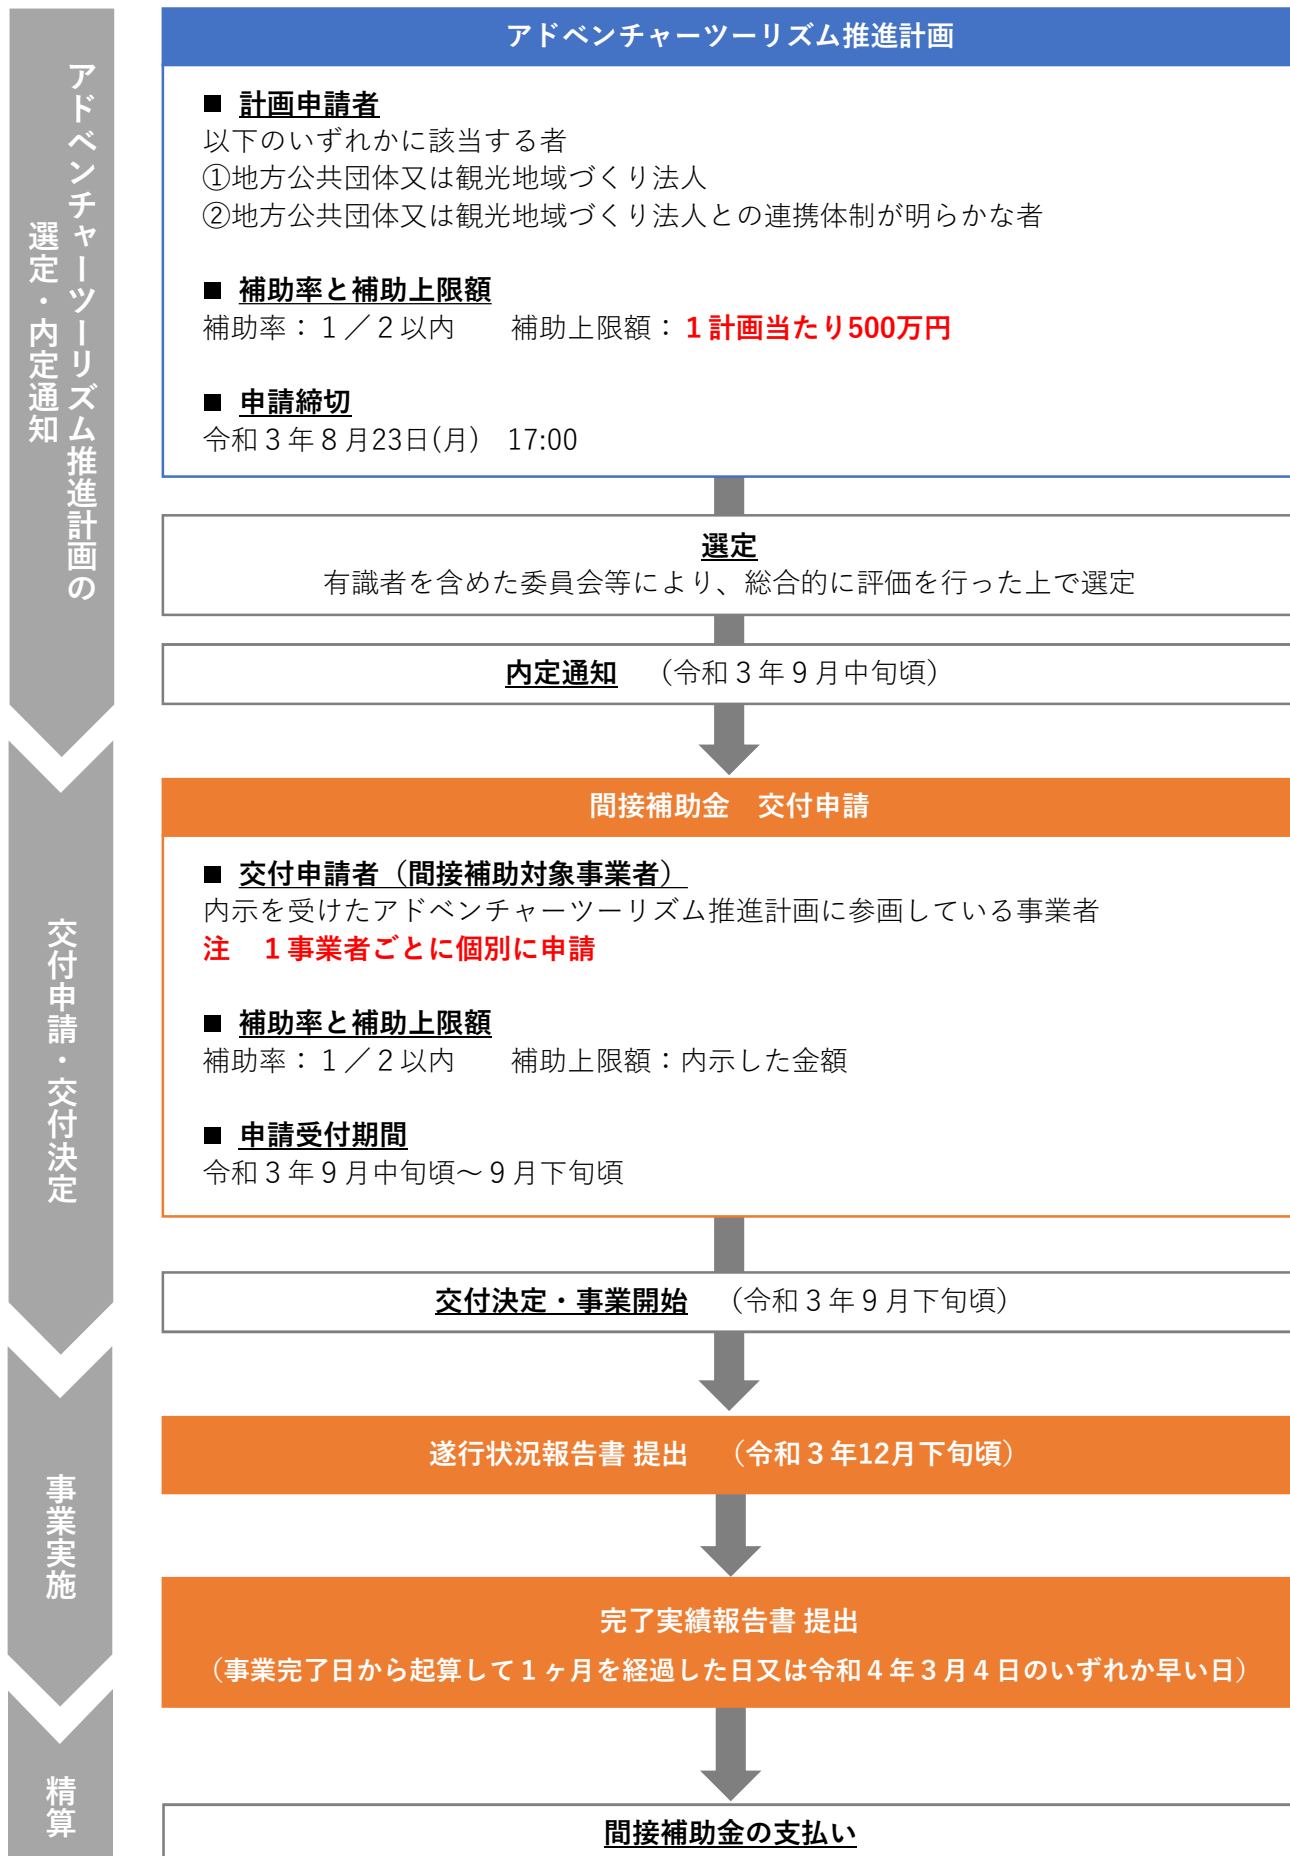 アドベンチャーツーリズム推進計画の
選定・内定通知
アドベンチャーツーリズム推進計画
■ 計画申請者
以下のいずれかに該当する者
①地方公共団体又は観光地域づくり法人
②地方公共団体又は観光地域づくり法人との連携体制が明らかな者
■ 補助率と補助上限額
補助率：１／２以内　　補助上限額：１計画当たり500万円
■ 申請締切
令和３年８月23日(月)　17:00
選定
有識者を含めた委員会等により、総合的に評価を行った上で選定
内定通知　（令和３年９月中旬頃）
交付申請・交付決定
間接補助金　交付申請
■ 交付申請者（間接補助対象事業者）
内示を受けたアドベンチャーツーリズム推進計画に参画している事業者
注　１事業者ごとに個別に申請
■ 補助率と補助上限額
補助率：１／２以内　　補助上限額：内示した金額
■ 申請受付期間
令和３年９月中旬頃～９月下旬頃
交付決定・事業開始　（令和３年９月下旬頃）
事業実施
遂行状況報告書 提出　（令和３年12月下旬頃）
完了実績報告書 提出
（事業完了日から起算して１ヶ月を経過した日又は令和４年３月４日のいずれか早い日）
精算
間接補助金の支払い